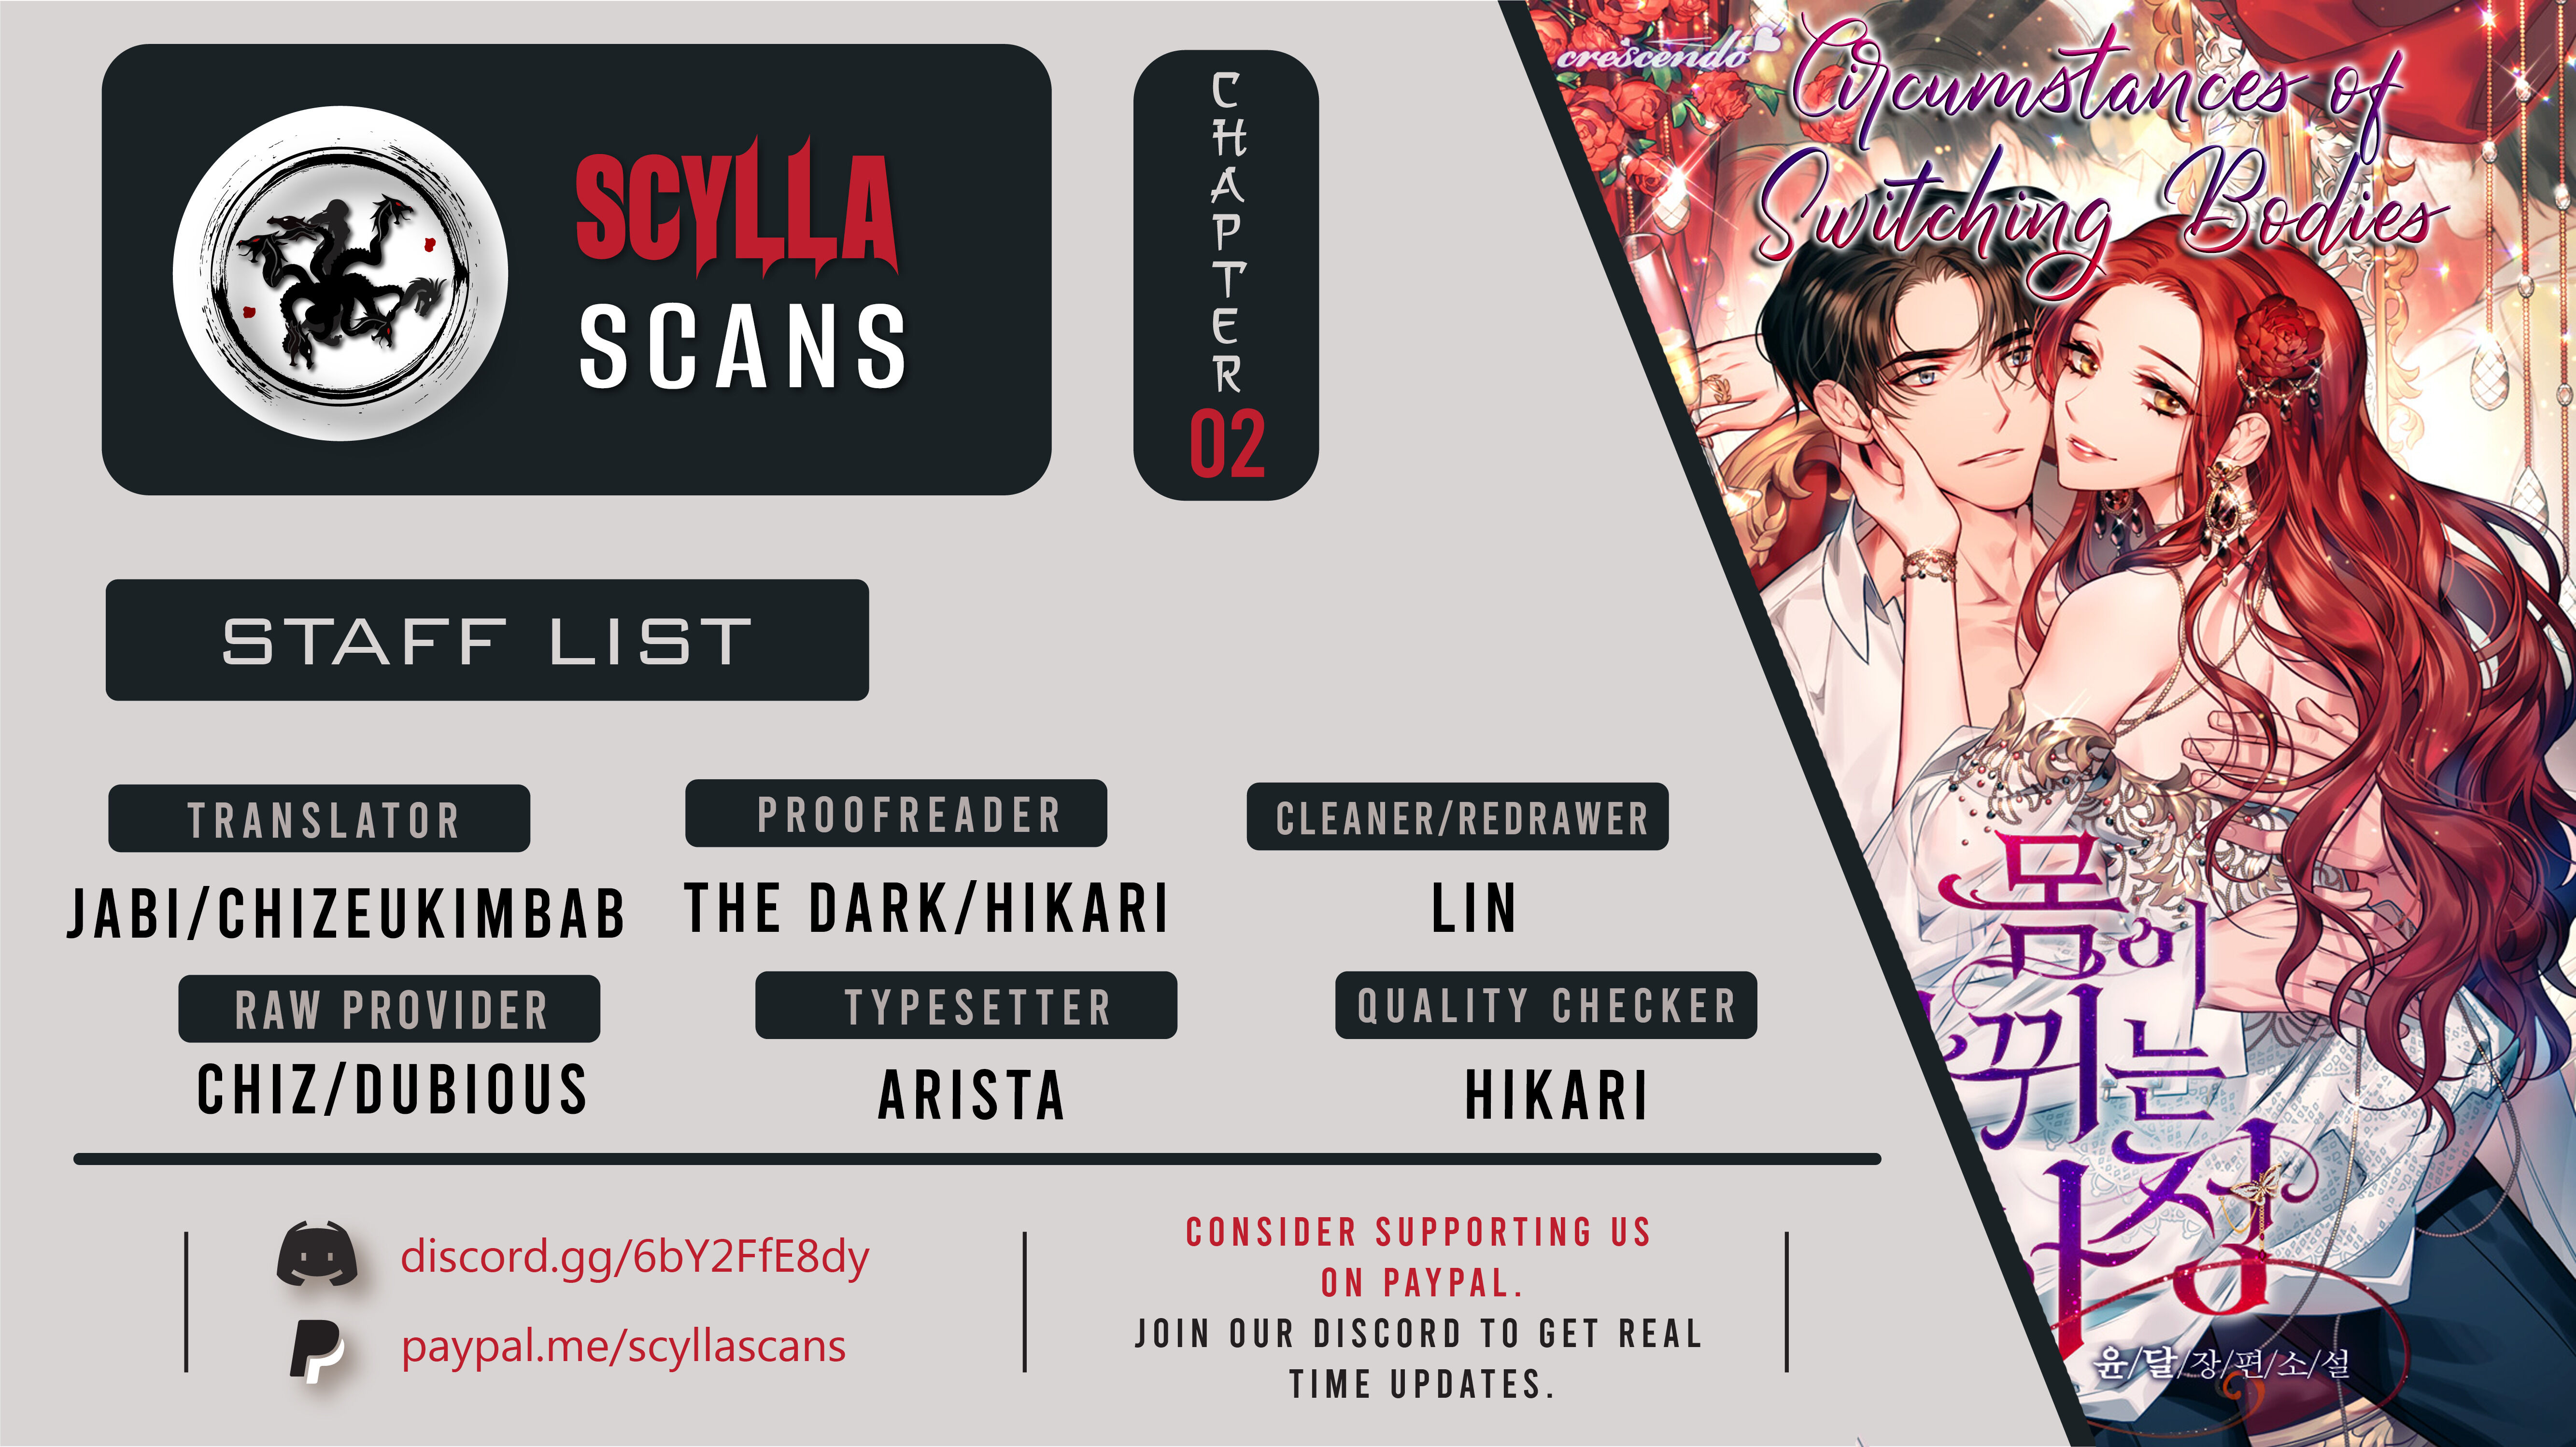 SCYLLA
SCANS
CHAPTER
02
STAFF LIST
TRANSLATOR
JABI/CHIZEUKIMBAB
PROOFREADER
THE DARK/HIKARI
CLEANER/REDRAWER
LIN
RAW PROVIDER
CHIZ/DUBIOUS
TYPESETTER
ARISTA
QUALITY CHECKER
HIKARI
discord.gg/6bY2FfE8dy
paypal.me/scyllascans
CONSIDER SUPPORTING US
ON PAYPAL.
JOIN OUR DISCORD TO GET REAL
TIME UPDATES.
crescendo
Circumstances of
Switching Bodies
몸이
뀌는
사정
윤/달/장/편/소/설